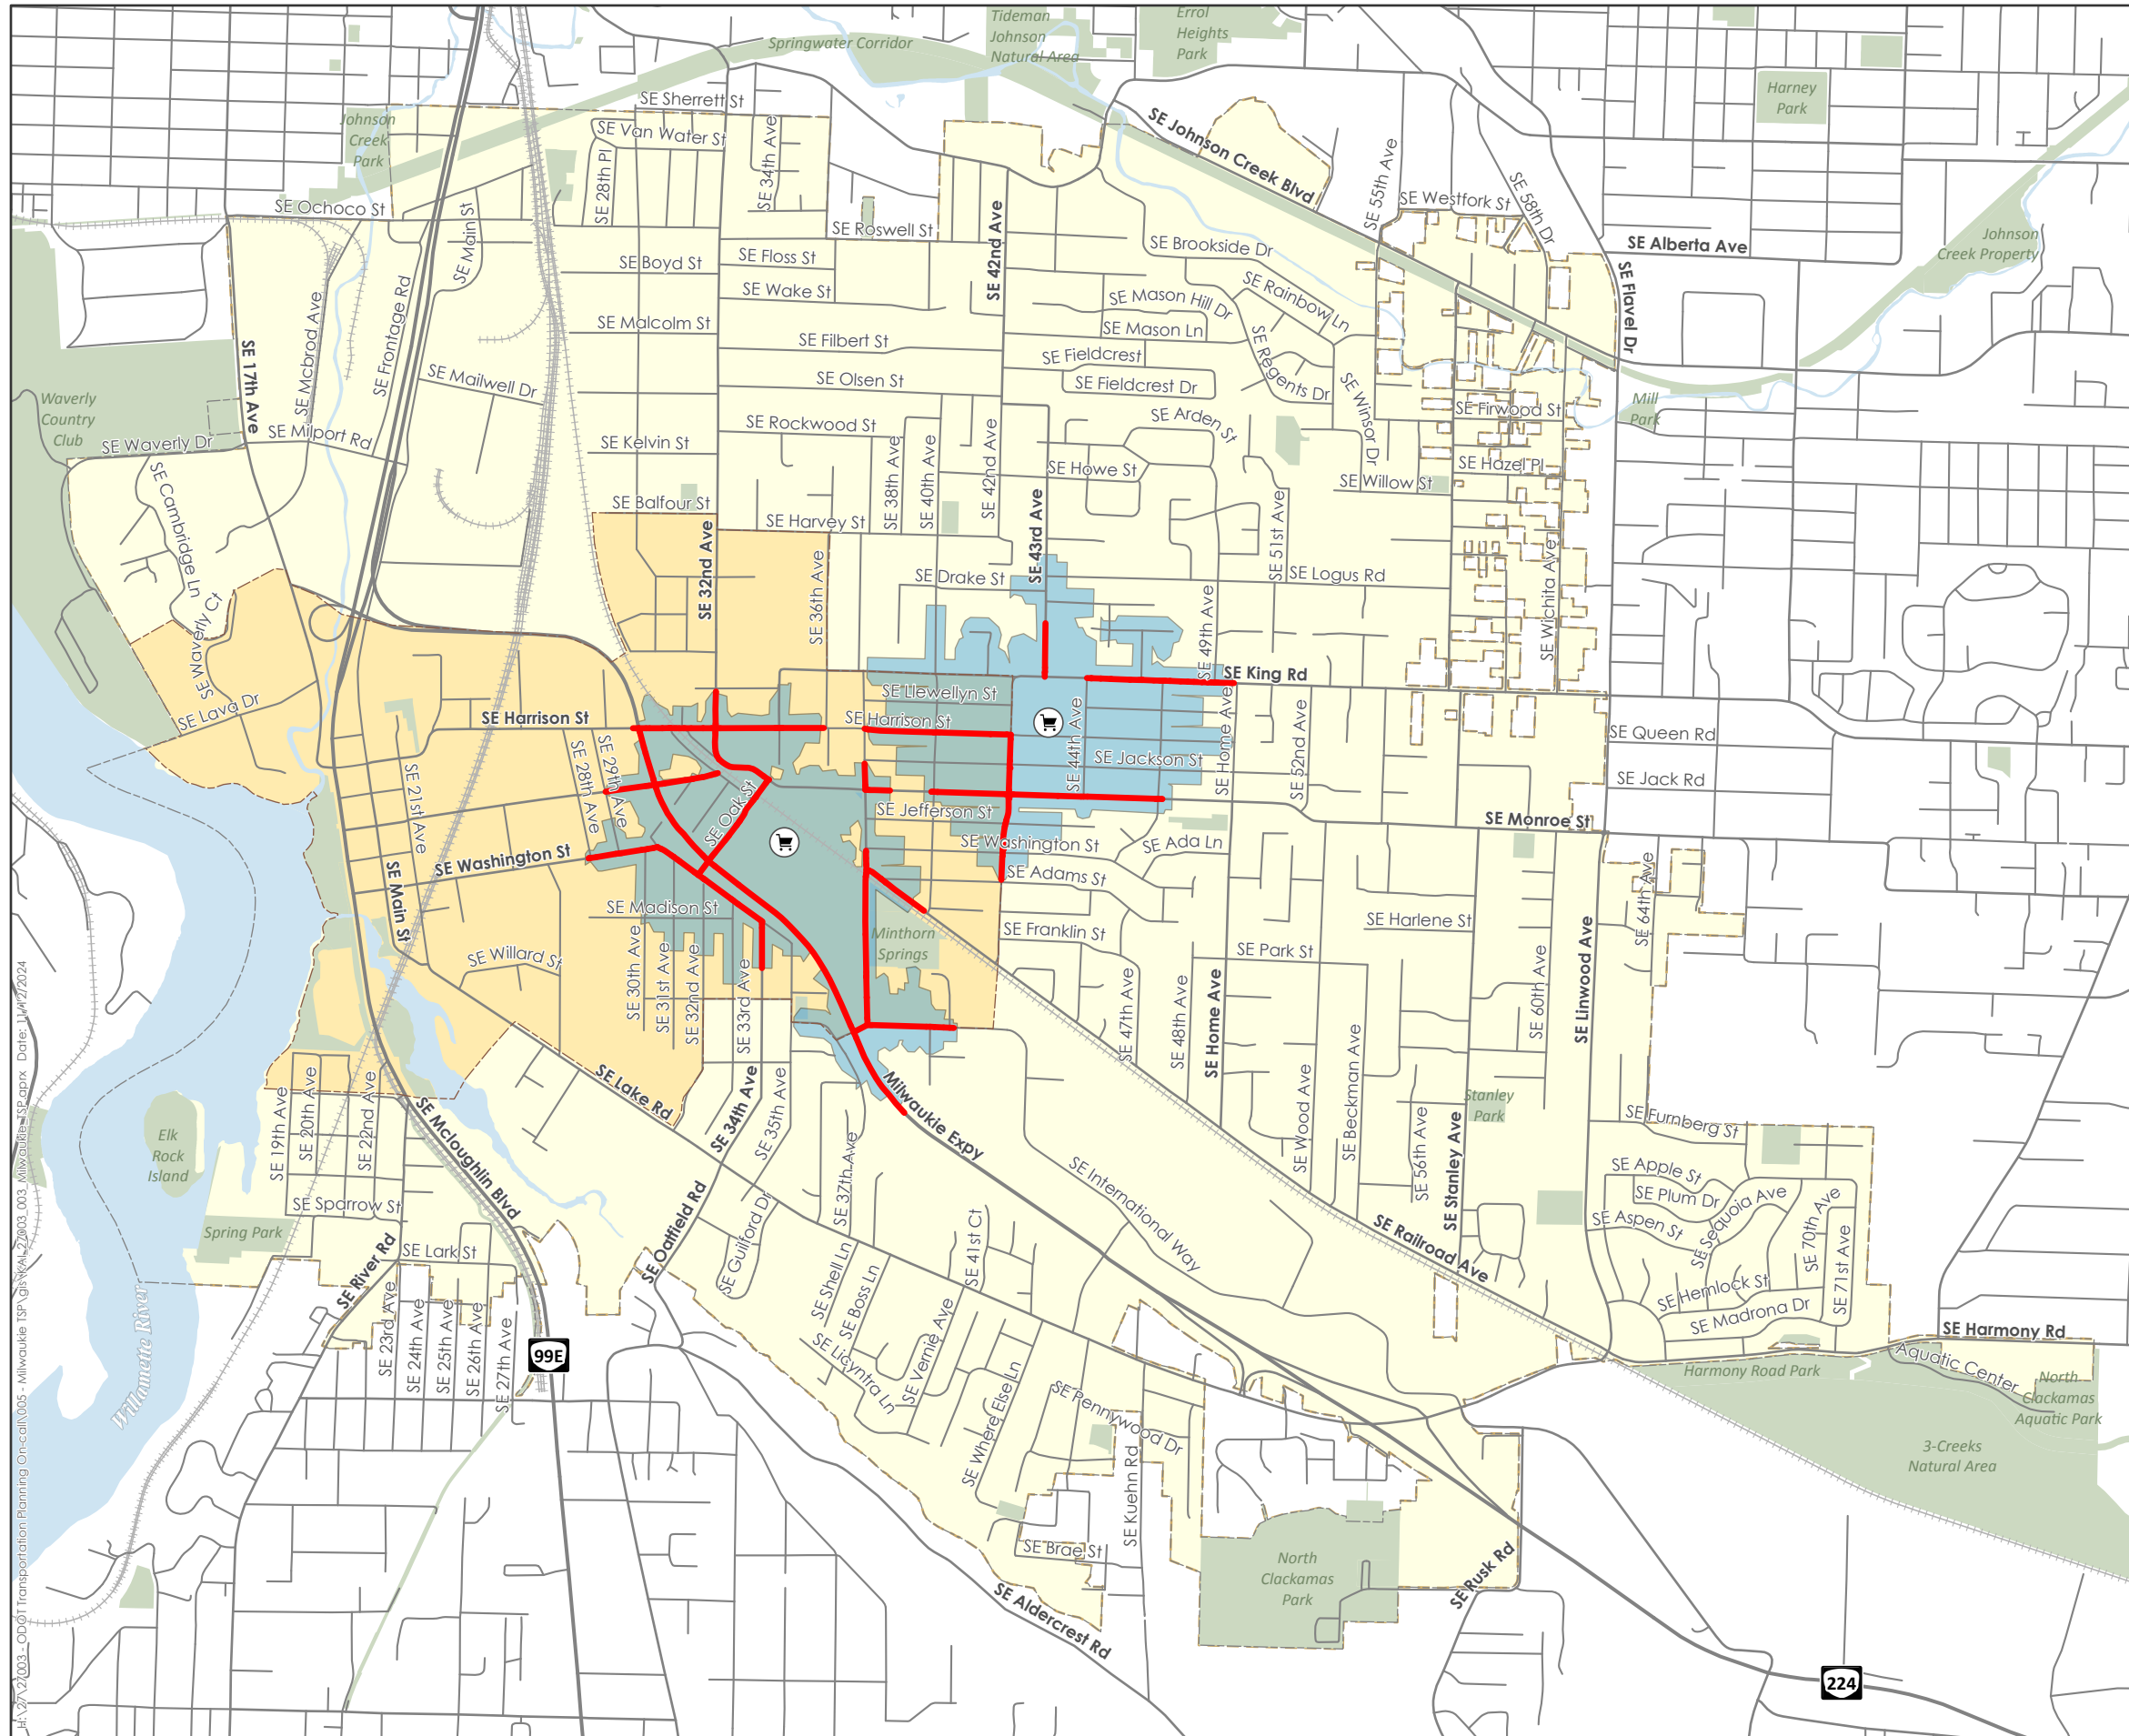 Springwater Corridor
Tideman
Johnson
Natural Area
Errol
Heights
Park
Harney
Park
Johnson
Creek
Park
SE Sherrett St
SE Van Water St
SE 28th Pl
SE 34th Ave
SE Johnson Creek Blvd
SE 55th Ave
SE Westfork St
SE 58th Dr
SE Ochoco St
SE Main St
SE Roswell St
SE 42nd Ave
SE Brookside Dr
SE Alberta Ave
Johnson
Creek Property
SE Flavel Dr
SE Boyd St
SE Floss St
SE Wake St
SE Mason Hill Dr
SE Rainbow Ln
SE Mcbrod Ave
SE Frontage Rd
SE Malcolm St
SE Filbert St
SE Mason Ln
SE Fieldcrest
SE Fieldcrest Dr
SE Regents Dr
SE Winsor Dr
SE 17th Ave
SE Mailwell Dr
SE Olsen St
Waverly
Country
Club
SE Waverly Dr
SE Milport Rd
SE Rockwood St
SE Kelvin St
SE 38th Ave
SE 40th Ave
SE 42nd Ave
SE Arden St
SE Howe St
SE Firwood St
Mill
Park
SE Hazel Pl
SE Willow St
SE Cambridge Ln
SE Balfour St
SE Harvey St
SE 32nd Ave
SE 36th Ave
SE 43rd Ave
SE 51st Ave
SE Drake St
SE Logus Rd
SE Wichita Ave
SE 49th Ave
SE Waverly Ct
SE Lava Dr
SE King Rd
SE Llewellyn St
SE Harrison St
SE Harrison St
SE 44th Ave
SE Home Ave
SE 52nd Ave
SE Queen Rd
SE Jackson St
SE Jack Rd
SE 28th Ave
SE 29th Ave
SE 21st Ave
SE Oak St
SE Jefferson St
SE Monroe St
SE Washington St
SE Washington St
SE Ada Ln
SE Adams St
SE 64th Ave
SE Main St
SE Madison St
Minthorn
Springs
SE Franklin St
SE Harlene St
SE Park St
SE Willard St
SE 30th Ave
SE 31st Ave
SE 32nd Ave
SE 33rd Ave
SE 47th Ave
SE 48th Ave
SE Home Ave
SE 60th Ave
SE Linwood Ave
SE Lake Rd
SE 34th Ave
SE 35th Ave
Milwaukie Expy
SE Wood Ave
SE Beckman Ave
SE 56th Ave
SE Stanley Ave
Stanley
Park
SE Furnberg St
Elk
Rock
Island
SE 19th Ave
SE 20th Ave
SE 22nd Ave
SE Mcloughlin Blvd
SE 37th Ave
SE International Way
SE Apple St
SE Plum Dr
SE Sequoia Ave
SE Aspen St
SE 70th Ave
SE 71st Ave
SE Sparrow St
Spring Park
SE Lark St
SE River Rd
SE Oatfield Rd
SE Guilford Dr
SE Shell Ln
SE Boss Ln
SE 41st Ct
SE Railroad Ave
SE Hemlock St
SE Madrona Dr
SE Harmony Rd
Willamette River
SE 23rd Ave
SE 24th Ave
SE 25th Ave
SE 26th Ave
SE 27th Ave
99E
SE Licyntra Ln
SE Vernie Ave
SE Where Else Ln
SE Pennywood Dr
Harmony Road Park
Aquatic Center
North
Clackamas
Aquatic Park
3-Creeks
Natural Area
SE Kuehn Rd
SE Brae St
SE Aldercrest Rd
North
Clackamas
Park
SE Rusk Rd
224
H:\27\27003 - ODOT Transportation Planning On-call\005 - Milwaukie TSP\gis\KAI_27003_003_Milwaukie_TSP.aprx Date: 11/12/2024